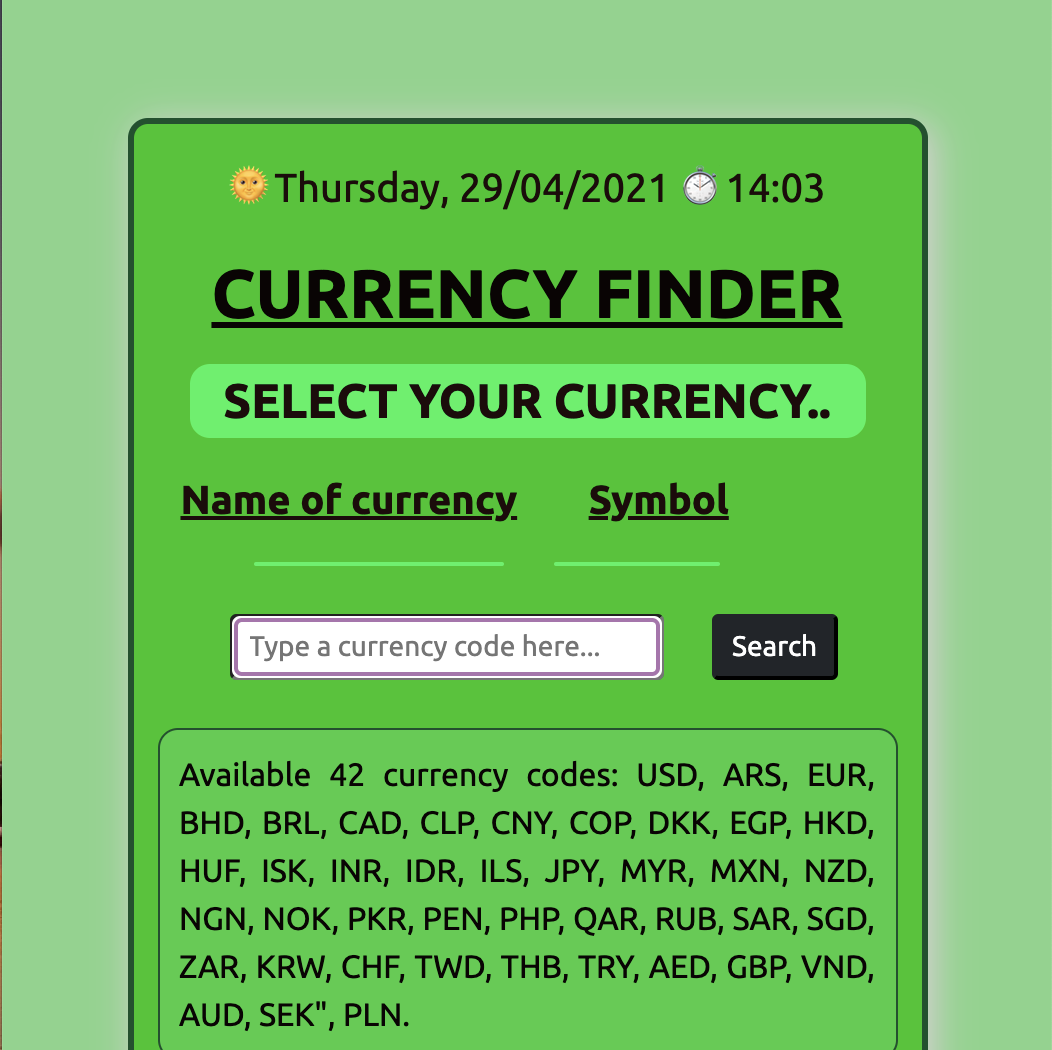 🌞Thursday, 29/04/2021 ⏱14:03
CURRENCY FINDER
SELECT YOUR CURRENCY..
Name of currency Symbol
Type a currency code here... Search
Available 42 currency codes: USD, ARS, EUR,
BHD, BRL, CAD, CLP, CNY, COP, DKK, EGP, HKD,
HUF, ISK, INR, IDR, ILS, JPY, MYR, MXN, NZD,
NGN, NOK, PKR, PEN, PHP, QAR, RUB, SAR, SGD,
ZAR, KRW, CHF, TWD, THB, TRY, AED, GBP, VND,
AUD, SEK", PLN.